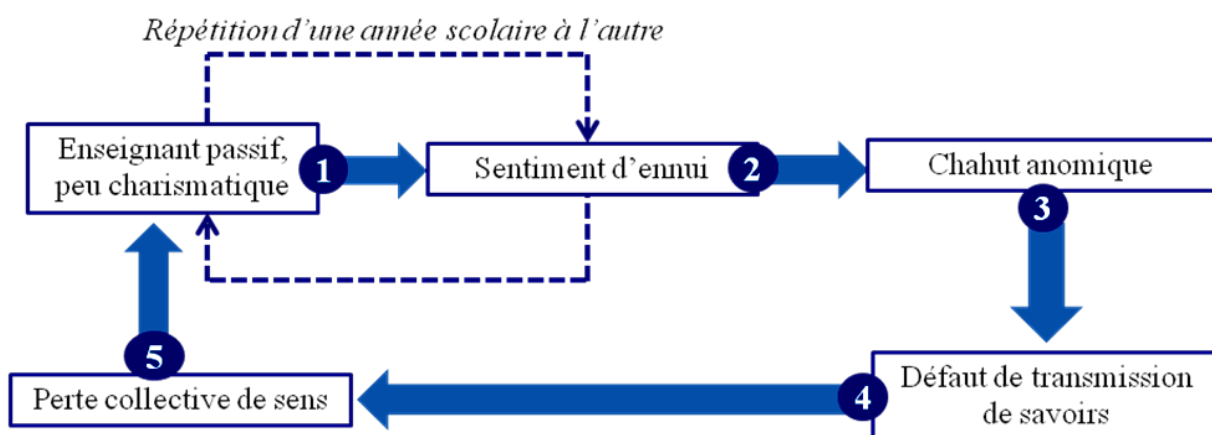 Répétition d’une année scolaire à l’autre
Enseignant passif,
peu charismatique
1
Sentiment d’ennui
2
Chahut anomique
3
Défaut de transmission
de savoirs
4
Perte collective de sens
5